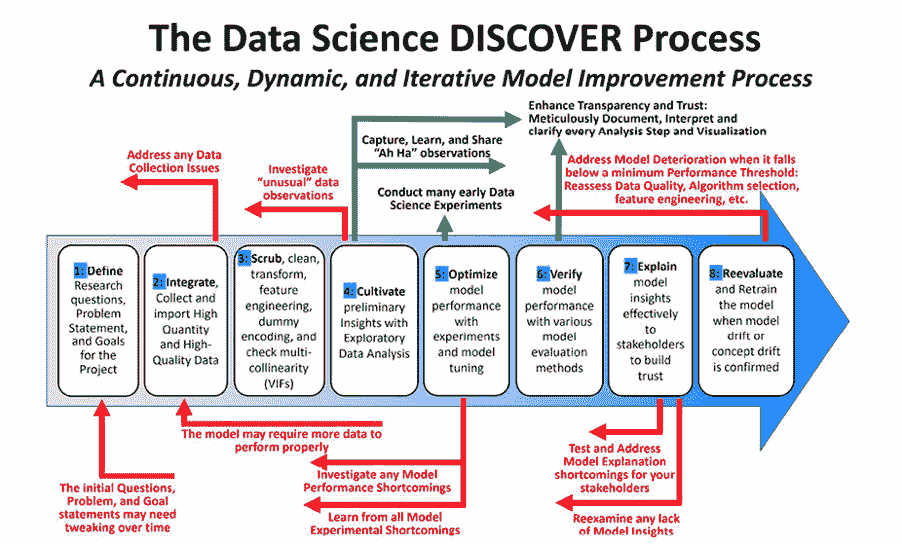 The Data Science DISCOVER Process
A Continuous, Dynamic, and Iterative Model Improvement Process
Enhance Transparency and Trust:
Meticulously Document, Interpret and
clarify every Analysis Step and Visualization
Capture, Learn, and Share
"Ah Ha" observations
Address any Data
Collection Issues
Investigate
"unusual" data
observations
Conduct many early Data
Science Experiments
Address Model Deterioration when it falls
below a minimum Performance Threshold:
Reassess Data Quality, Algorithm selection,
feature engineering, etc.
1: Define
Research
questions,
Problem
Statement,
and Goals
for the
Project
2: Integrate,
Collect and
import High
Quantity
and High-
Quality Data
3: Scrub, clean,
transform,
feature
engineering,
dummy
encoding, and
check multi-
collinearity
(VIFs)
4: Cultivate
preliminary
Insights with
Exploratory
Data Analysis
5: Optimize
model
performance
with
experiments
and model
tuning
6: Verify
model
performance
with various
model
evaluation
methods
7: Explain
model
insights
effectively
to
stakeholders
to build
trust
8: Reevaluate
and Retrain
the model
when model
drift or
concept drift
is confirmed
The model may require more data to
perform properly
The initial Questions,
Problem, and Goal
statements may need
tweaking over time
Investigate any Model
Performance Shortcomings
Learn from all Model
Experimental Shortcomings
Test and Address
Model Explanation
shortcomings for your
stakeholders
Reexamine any lack
of Model Insights